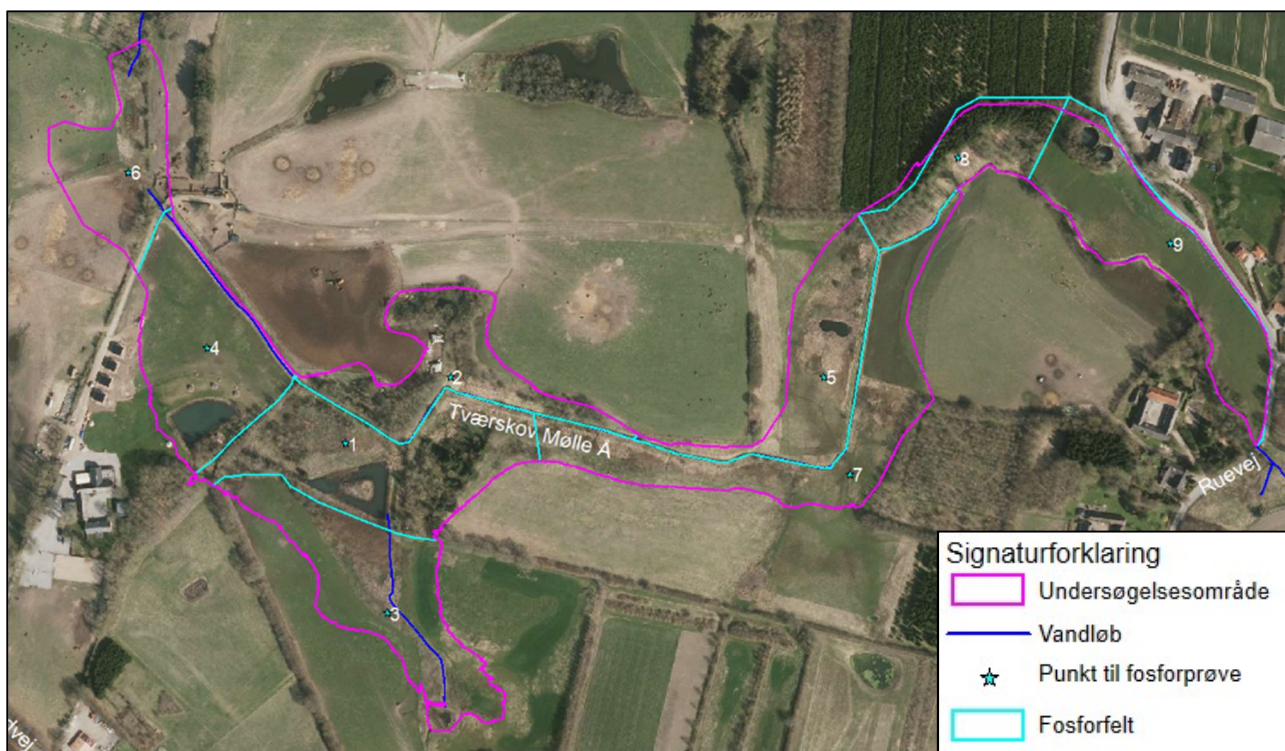 8
6
9
4
2
5
Tværskov Mølle Å
1
7
Ruevej
3
dvej
Signaturforklaring
Undersøgelsesområde
Vandløb
Punkt til fosforprøve
Fosforfelt